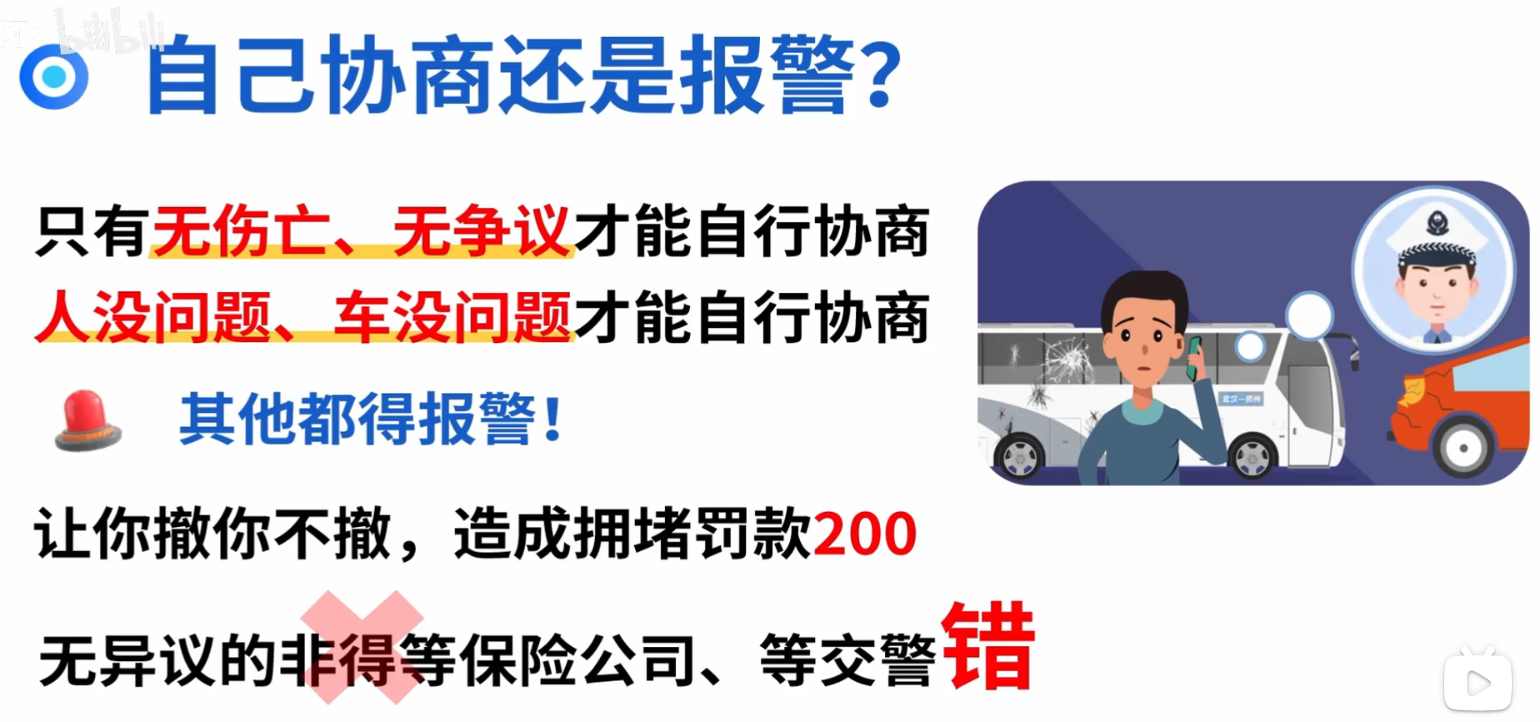 bilibili
自己协商还是报警?
只有无伤亡、无争议才能自行协商
人没问题、车没问题才能自行协商
其他都得报警!
武汉—郑州
让你撤你不撤，造成拥堵罚款200
无异议的非得等保险公司、等交警错